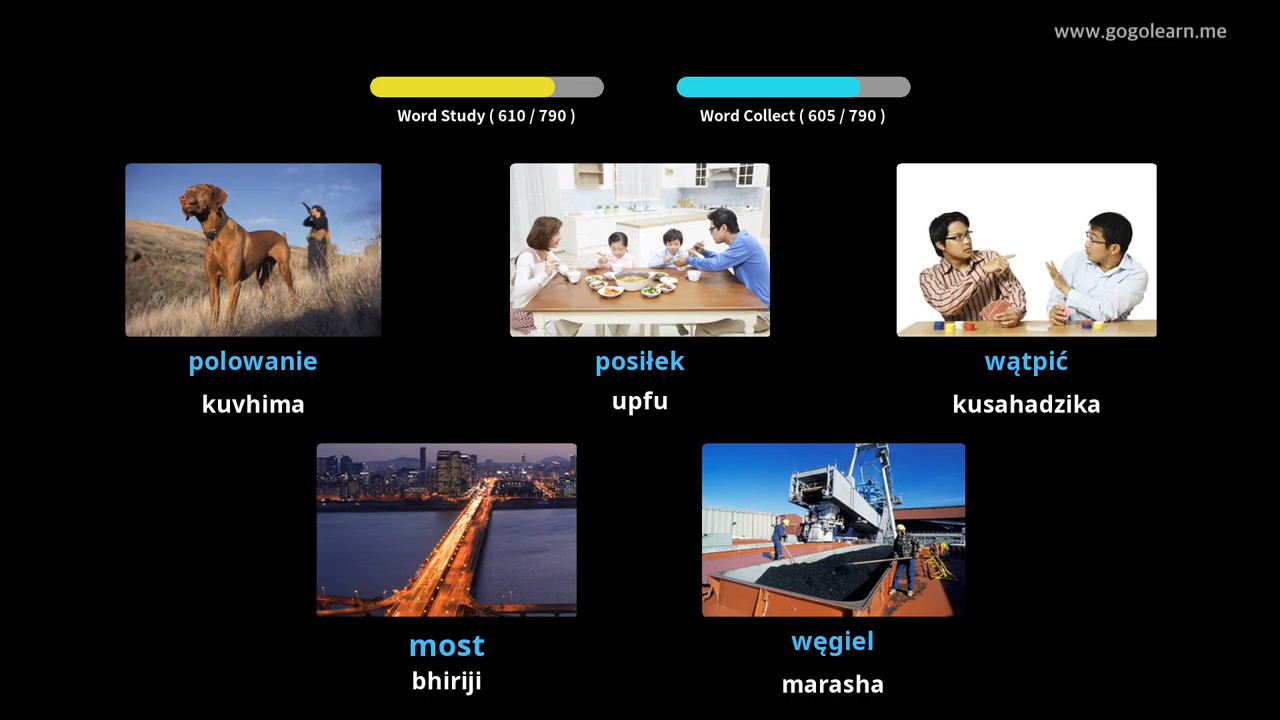 www.gogolearn.me
Word Study ( 610 / 790 )
Word Collect ( 605 / 790 )
polowanie
kuvhima
posiłek
upfu
wątpić
kusahadzika
most
bhiriji
węgiel
marasha